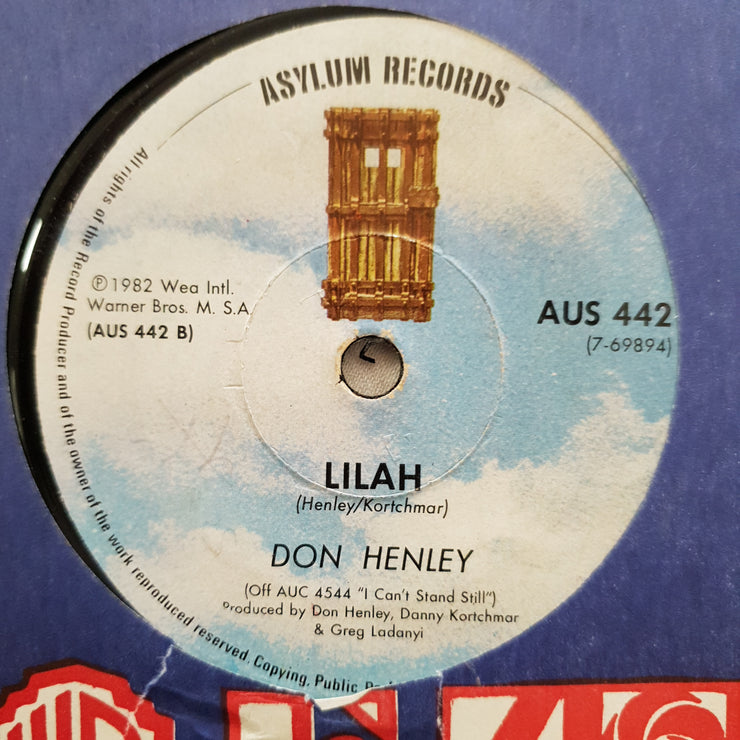 ASYLUM RECORDS
All rights of the Record Producer and of the owner of the work reproduced reserved. Copying, Public
℗ 1982 Wea Intl.
Warner Bros. M. S.A.
(AUS 442 B)
AUS 442
(7-69894)
LILAH
(Henley/Kortchmar)
DON HENLEY
(Off AUC 4544 "I Can't Stand Still")
Produced by Don Henley, Danny Kortchmar
& Greg Ladanyi